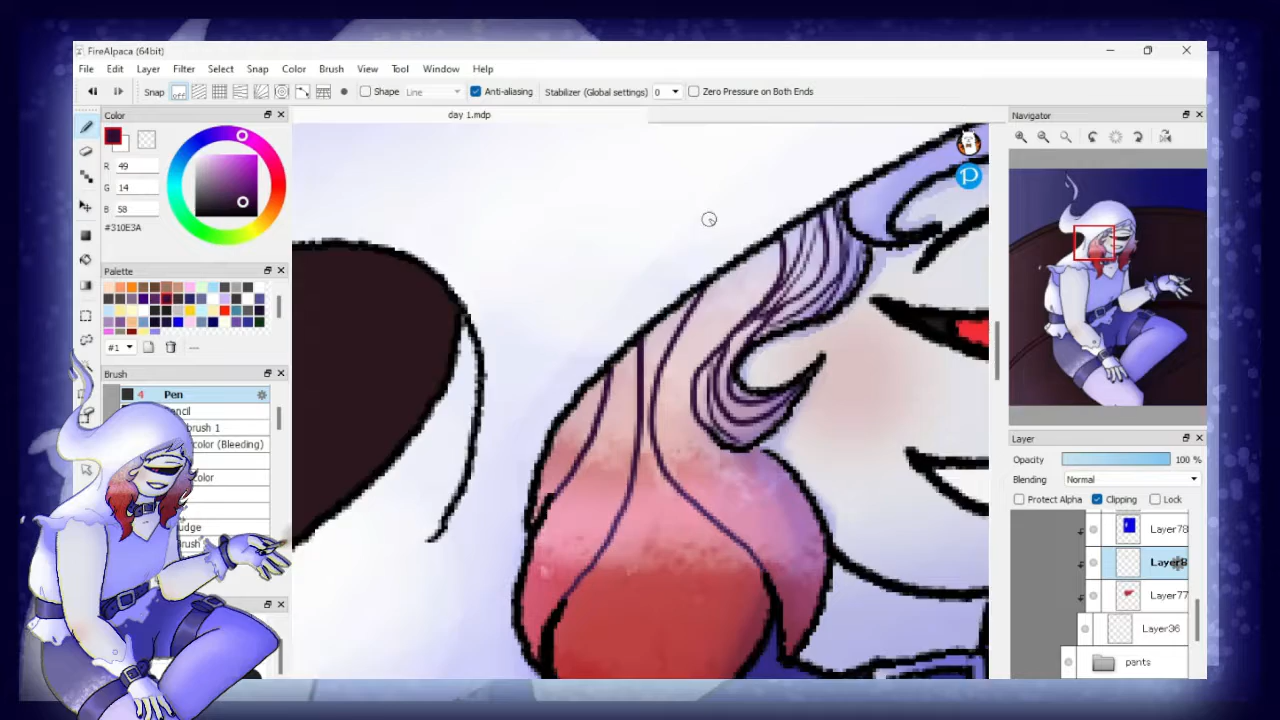 FireAlpaca (64bit)
File Edit Layer Filter Select Snap Color Brush View Tool Window Help
Snap off Shape Line Anti-aliasing Stabilizer (Global settings) 0 Zero Pressure on Both Ends
Color
day 1.mdp
Navigator
R 49
G 14
B 58
#310E3A
Palette
#1
Brush
4 Pen
encil
brush 1
color (Bleeding)
color
udge
brush
Layer
Opacity 100 %
Blending Normal
Protect Alpha Clipping Lock
Layer78
Layer77
Layer36
pants